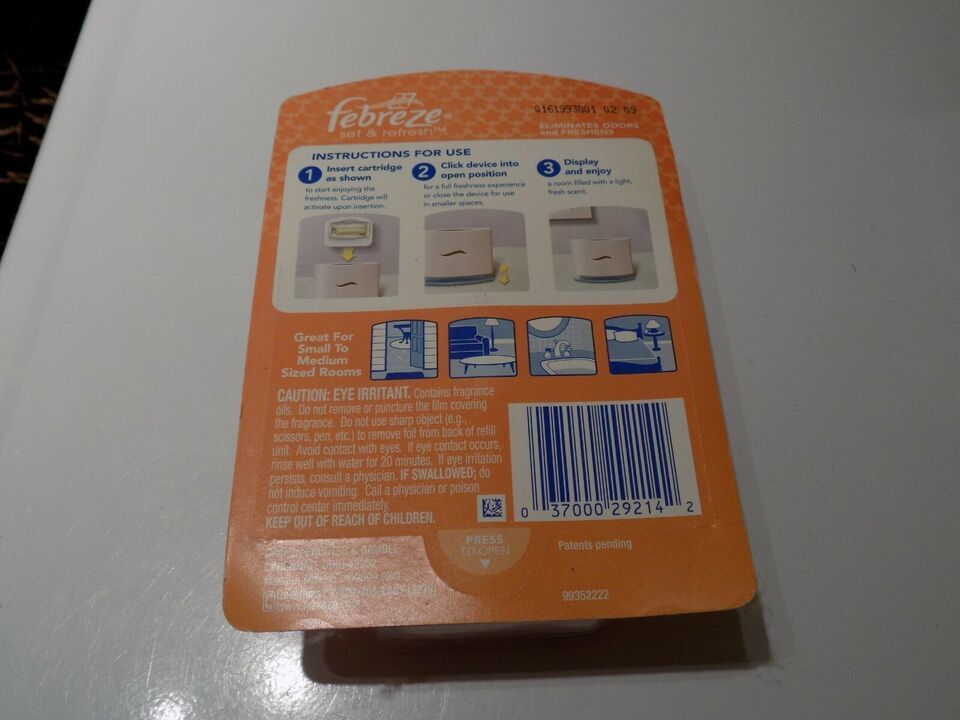 febreze®
set & refresh™
0161993801 02 09
ELIMINATES ODORS
and FRESHENS
INSTRUCTIONS FOR USE
1 Insert cartridge
as shown
to start enjoying the
freshness. Cartridge will
activate upon insertion.
2 Click device into
open position
for a full freshness experience
or close the device for use
in smaller spaces.
3 Display
and enjoy
a room filled with a light,
fresh scent.
Great For
Small To
Medium
Sized Rooms
CAUTION: EYE IRRITANT. Contains fragrance
oils. Do not remove or puncture the film covering
the fragrance. Do not use sharp object (e.g.,
scissors, pen, etc.) to remove foil from back of refill
unit. Avoid contact with eyes. If eye contact occurs,
rinse well with water for 20 minutes. If eye irritation
persists, consult a physician. IF SWALLOWED; do
not induce vomiting. Call a physician or poison
control center immediately.
KEEP OUT OF REACH OF CHILDREN.
0 37000 29214 2
PRESS
TO OPEN
Patents pending
99352222
& GAMBLE